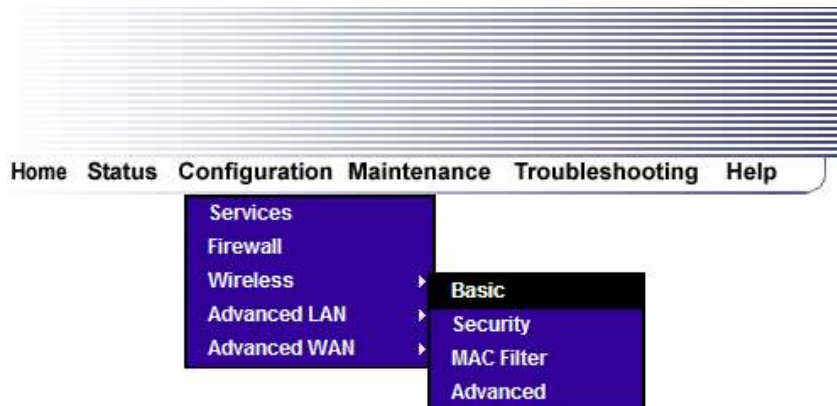 Home Status Configuration Maintenance Troubleshooting Help
Services
Firewall
Wireless
Advanced LAN
Advanced WAN
Basic
Security
MAC Filter
Advanced